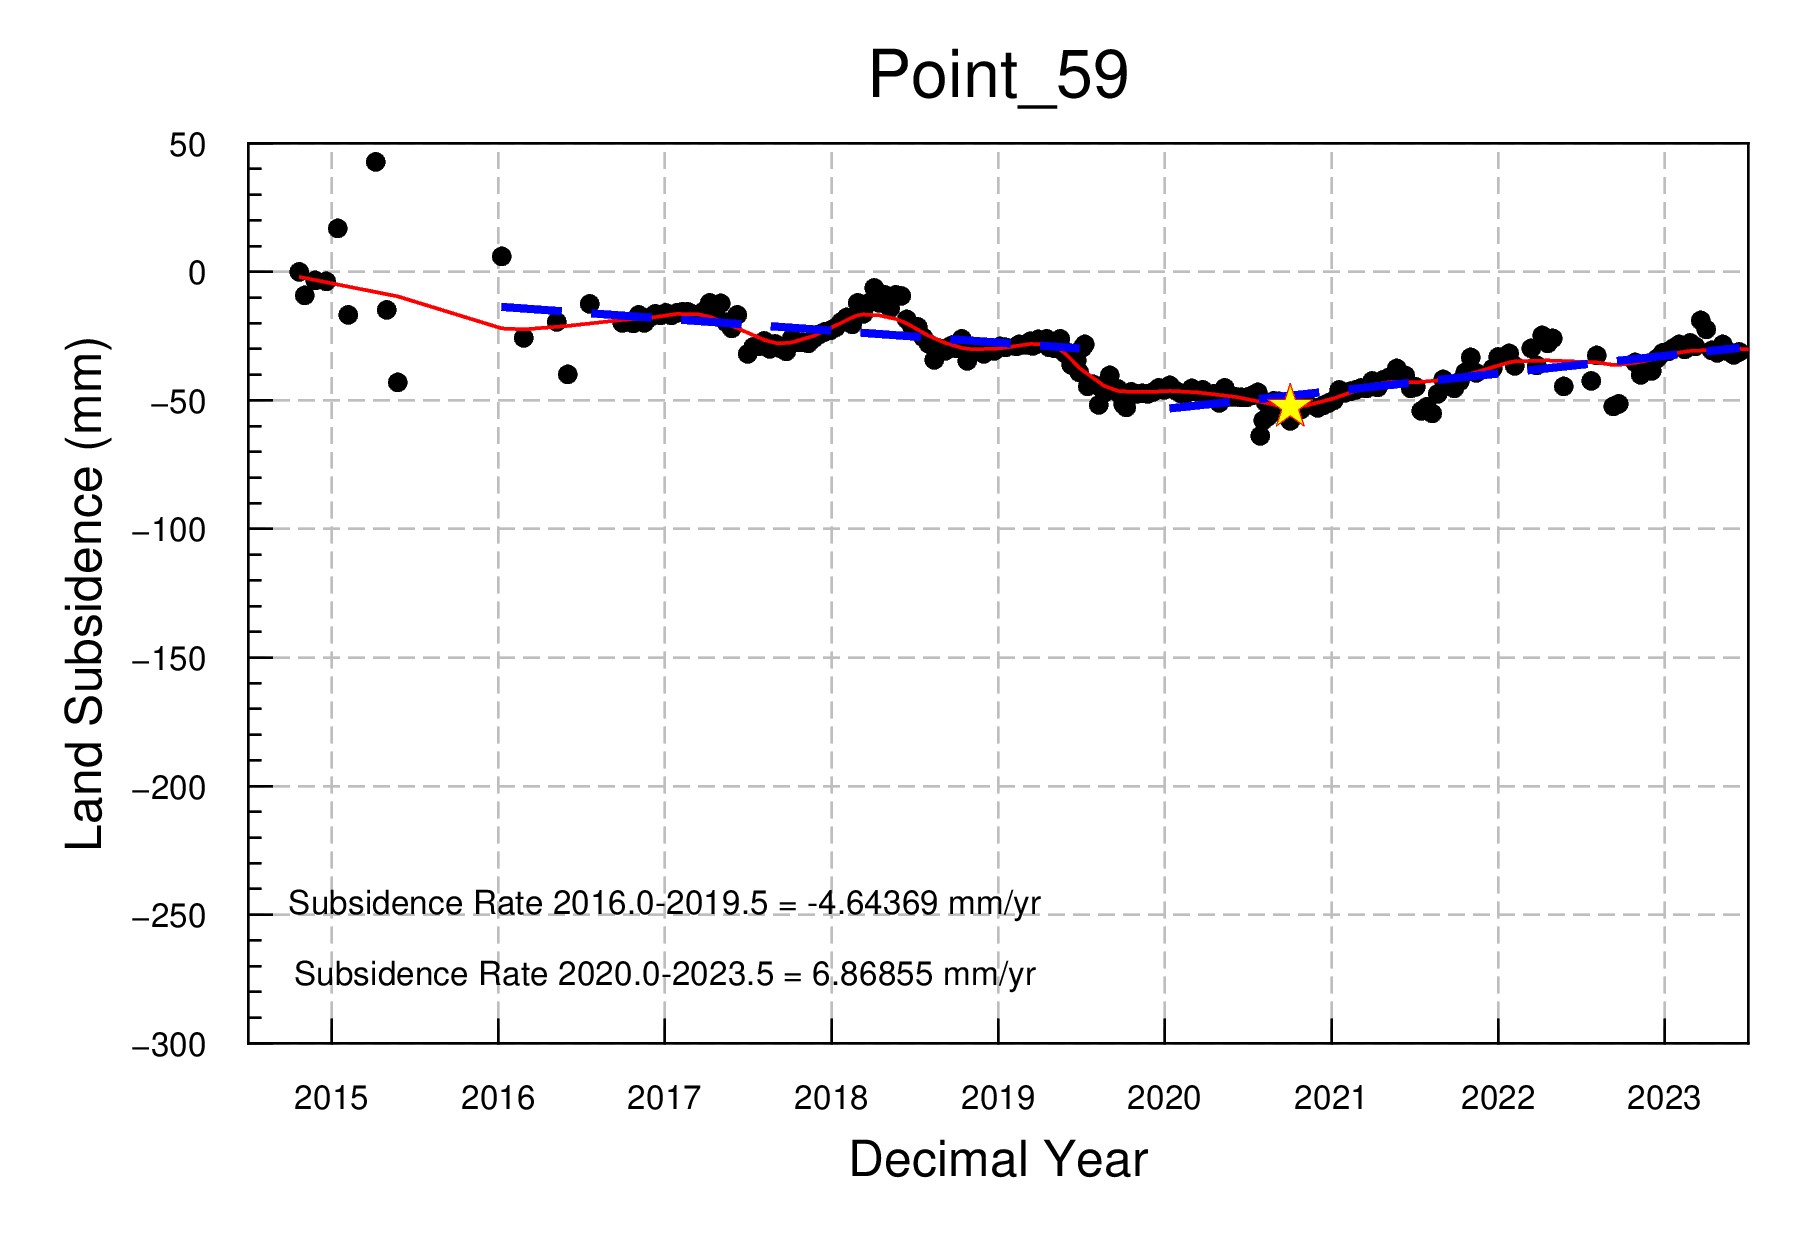 Point_59
50
0
−50
−100
−150
−200
−250
−300
Land Subsidence (mm)
Subsidence Rate 2016.0-2019.5 = -4.64369 mm/yr
Subsidence Rate 2020.0-2023.5 = 6.86855 mm/yr
2015 2016 2017 2018 2019 2020 2021 2022 2023
Decimal Year